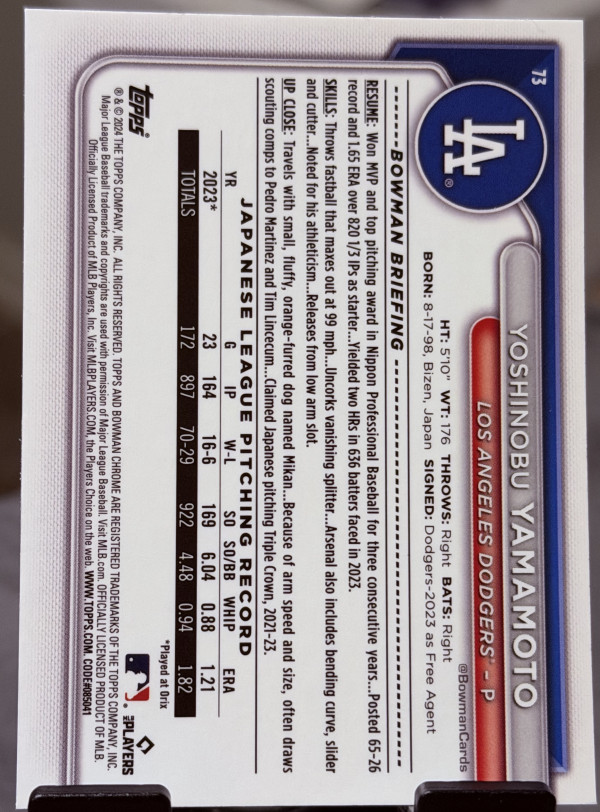 73
LA
®
YOSHINOBU YAMAMOTO
LOS ANGELES DODGERS® – P
@BowmanCards
HT: 5'10" WT: 176 THROWS: Right BATS: Right
BORN: 8-17-98, Bizen, Japan SIGNED: Dodgers-2023 as Free Agent
BOWMAN BRIEFING
RESUME: Won MVP and top pitching award in Nippon Professional Baseball for three consecutive years...Posted 65-26
record and 1.65 ERA over 820 1/3 IPs as starter...Yielded two HRs in 636 batters faced in 2023.
SKILLS: Throws fastball that maxes out at 99 mph...Uncorks vanishing splitter...Arsenal also includes bending curve, slider
and cutter...Noted for his athleticism...Releases from low arm slot.
UP CLOSE: Travels with small, fluffy, orange-furred dog named Mikan...Because of arm speed and size, often draws
scouting comps to Pedro Martinez and Tim Lincecum...Claimed Japanese pitching Triple Crown, 2021-23.
JAPANESE LEAGUE PITCHING RECORD
YR G IP W-L SO SO/BB WHIP ERA
2023* 23 164 16-6 169 6.04 0.88 1.21
TOTALS 172 897 70-29 922 4.48 0.94 1.82
*Played at Orix
topps®
MLB PLAYERS
® & © 2024 THE TOPPS COMPANY, INC. ALL RIGHTS RESERVED. TOPPS AND BOWMAN CHROME ARE REGISTERED TRADEMARKS OF THE TOPPS COMPANY, INC.
Major League Baseball trademarks and copyrights are used with permission of Major League Baseball. Visit MLB.com. OFFICIALLY LICENSED PRODUCT OF MLB.
Officially Licensed Product of MLB Players, Inc. Visit MLBPLAYERS.COM, the Players Choice on the web. WWW.TOPPS.COM. CODE#085041